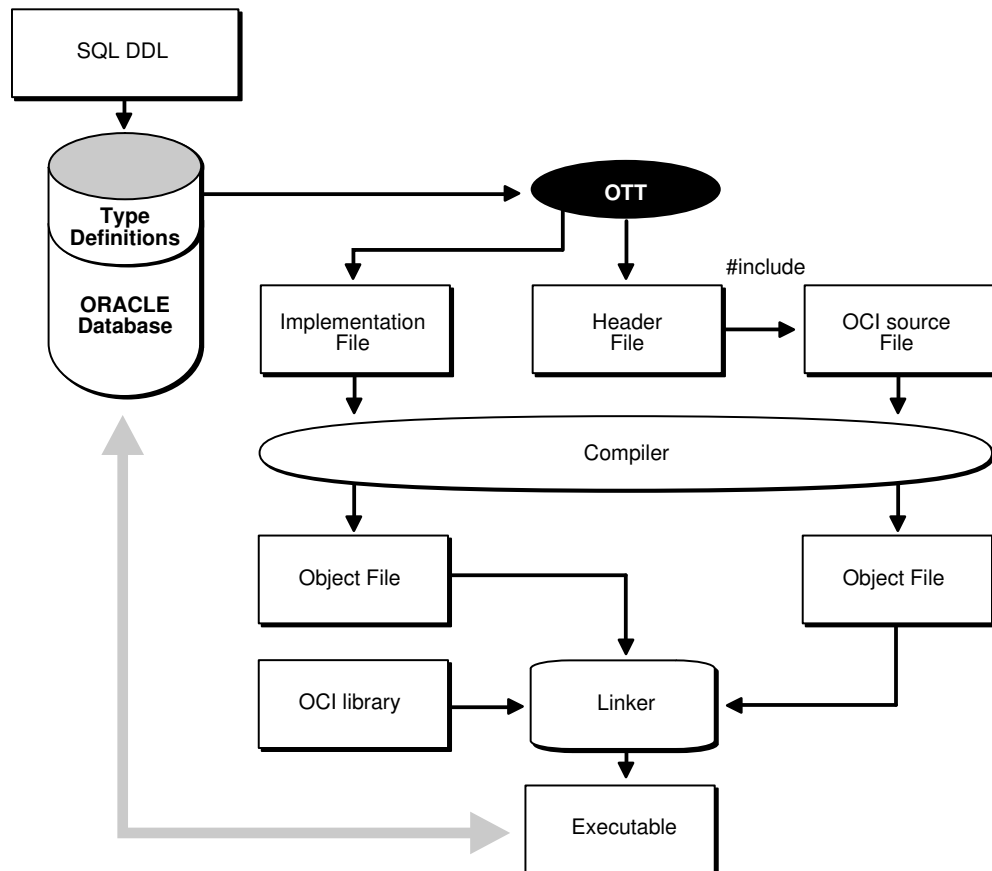 SQL DDL
OTT
Type
Definitions
#include
ORACLE
Database
Implementation
File
Header
File
OCI source
File
Compiler
Object File
Object File
OCI library
Linker
Executable